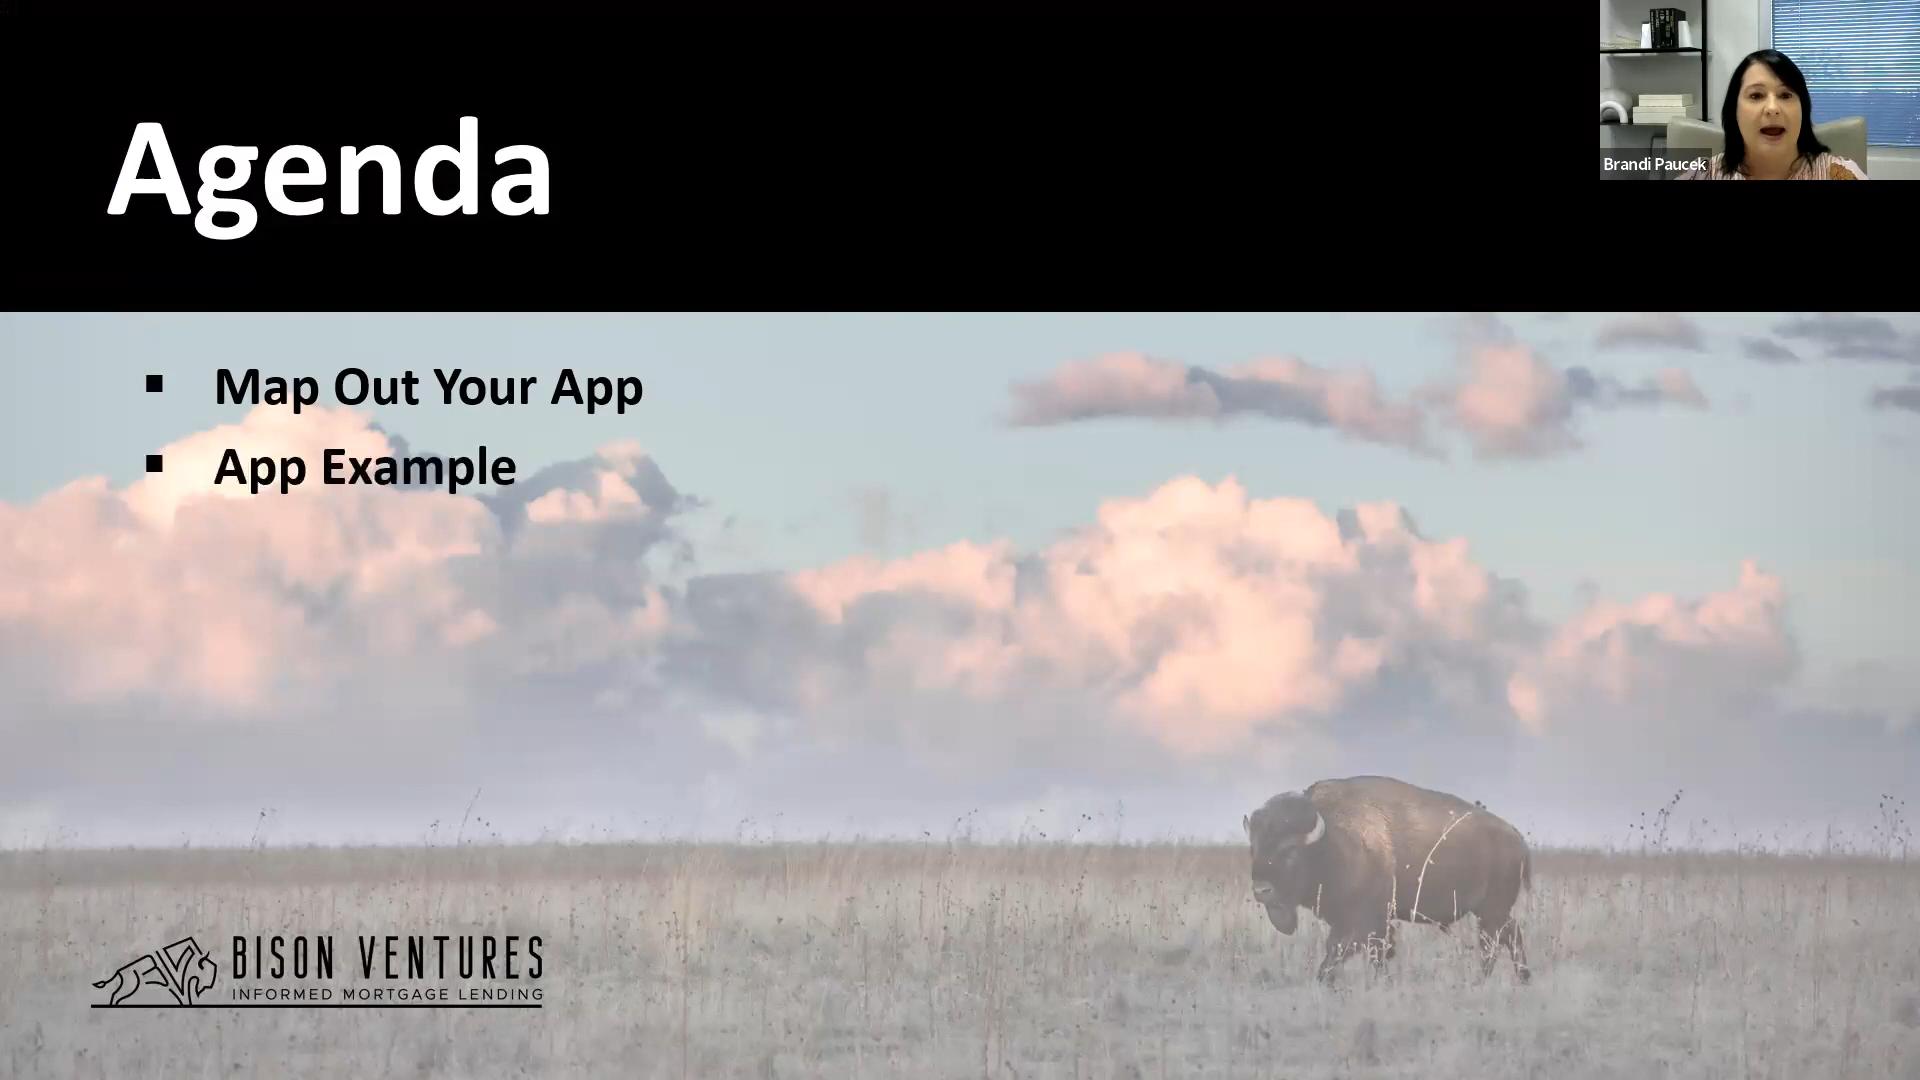 Agenda
Brandi Paucek
▪ Map Out Your App
▪ App Example
BISON VENTURES
INFORMED MORTGAGE LENDING